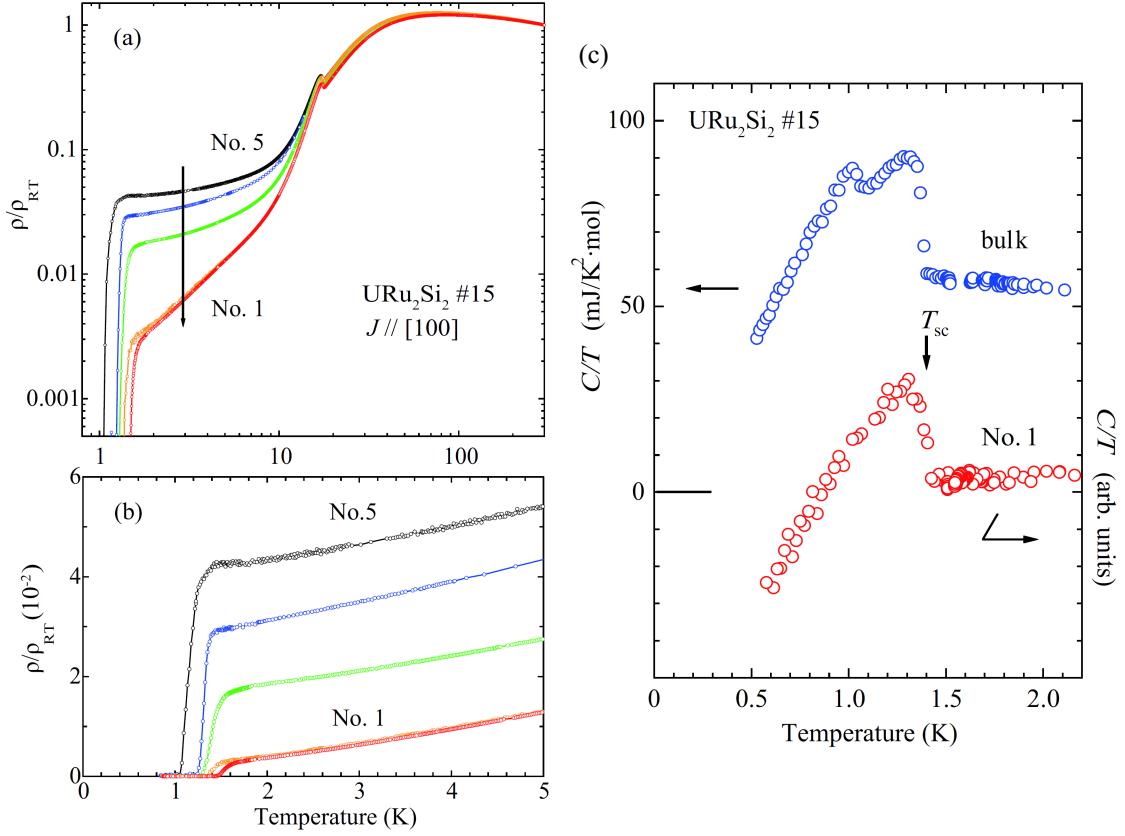 (a)
1
0.1
0.01
0.001
ρ/ρRT
No. 5
No. 1
URu2Si2 #15
J // [100]
1
10
100
(b)
6
4
2
0
ρ/ρRT (10-2)
No.5
No. 1
0
1
2
3
4
5
Temperature (K)
(c)
URu2Si2 #15
100
50
0
C/T (mJ/K2·mol)
bulk
Tsc
No. 1
C/T (arb. units)
0
0.5
1.0
1.5
2.0
Temperature (K)